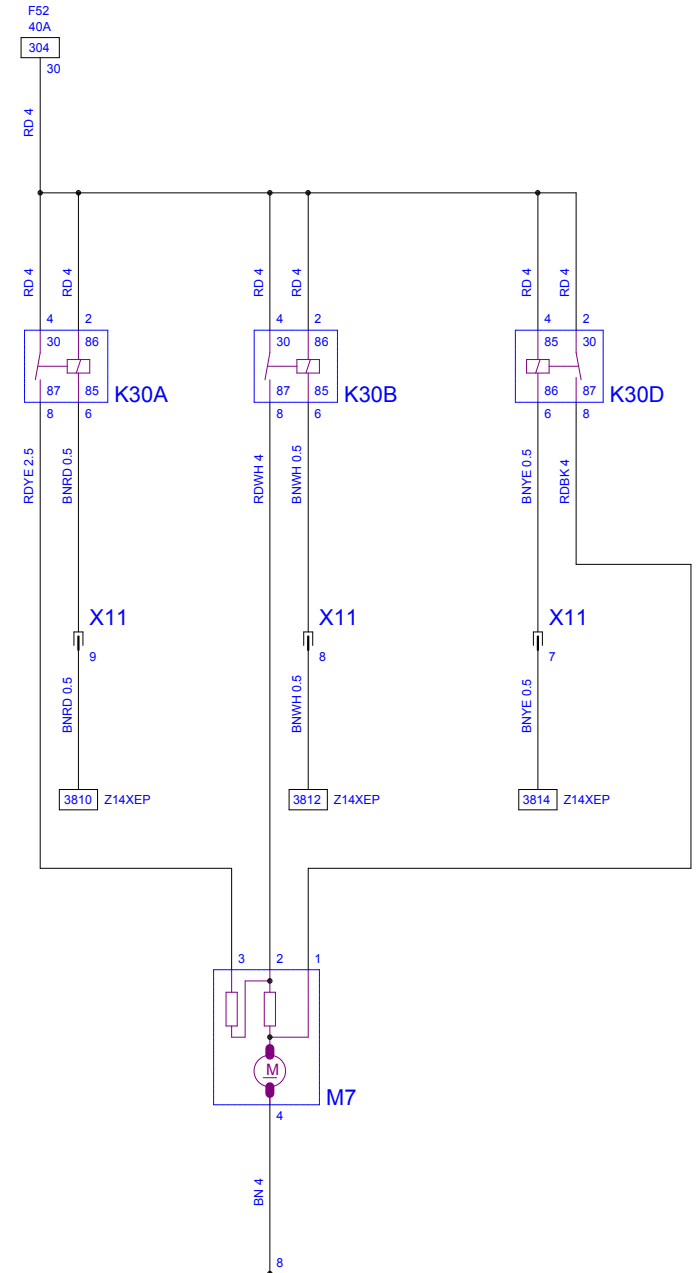 F52
40A
304
30
RD 4
RD 4
RD 4
RD 4
RD 4
RD 4
RD 4
4
2
4
2
4
2
30
86
30
86
85
30
87
85
K30A
87
85
K30B
86
87
K30D
8
6
8
6
6
8
RDYE 2.5
BNRD 0.5
RDWH 4
BNWH 0.5
BNYE 0.5
RDBK 4
X11
X11
X11
9
8
7
BNRD 0.5
BNWH 0.5
BNYE 0.5
3810
Z14XEP
3812
Z14XEP
3814
Z14XEP
3
2
1
M
M7
4
BN 4
8